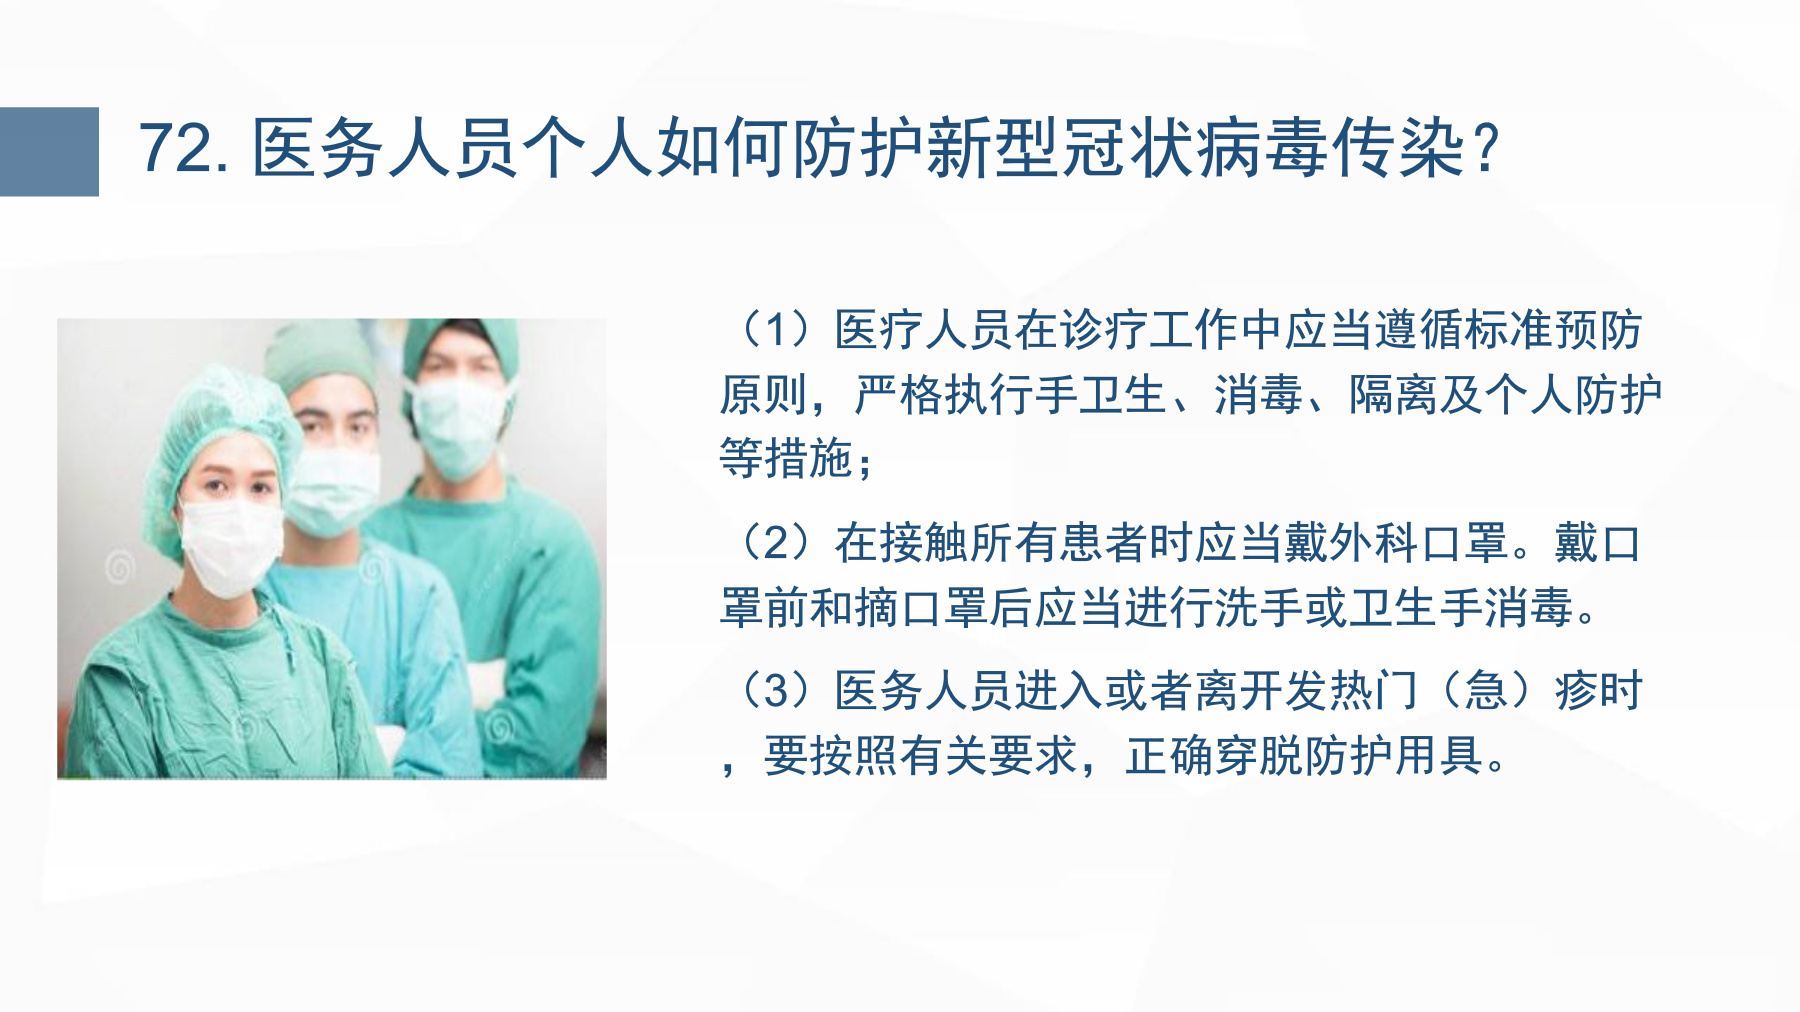 72. 医务人员个人如何防护新型冠状病毒传染?
（1）医疗人员在诊疗工作中应当遵循标准预防
原则，严格执行手卫生、消毒、隔离及个人防护
等措施；
（2）在接触所有患者时应当戴外科口罩。戴口
罩前和摘口罩后应当进行洗手或卫生手消毒。
（3）医务人员进入或者离开发热门（急）疹时
，要按照有关要求，正确穿脱防护用具。